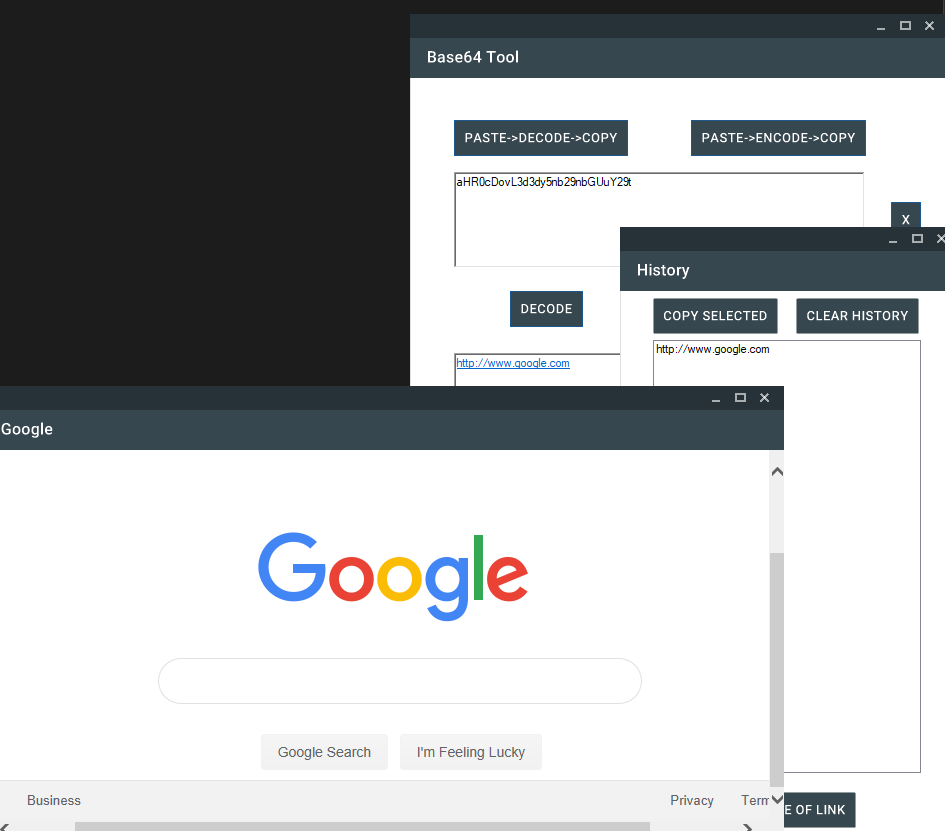 Base64 Tool
PASTE->DECODE->COPY
PASTE->ENCODE->COPY
aHR0cDovL3d3dy5nb29nbGUuY29t
X
DECODE
http://www.google.com
History
COPY SELECTED
CLEAR HISTORY
http://www.google.com
E OF LINK
Google
Google
Google Search
I'm Feeling Lucky
Business
Privacy
Term